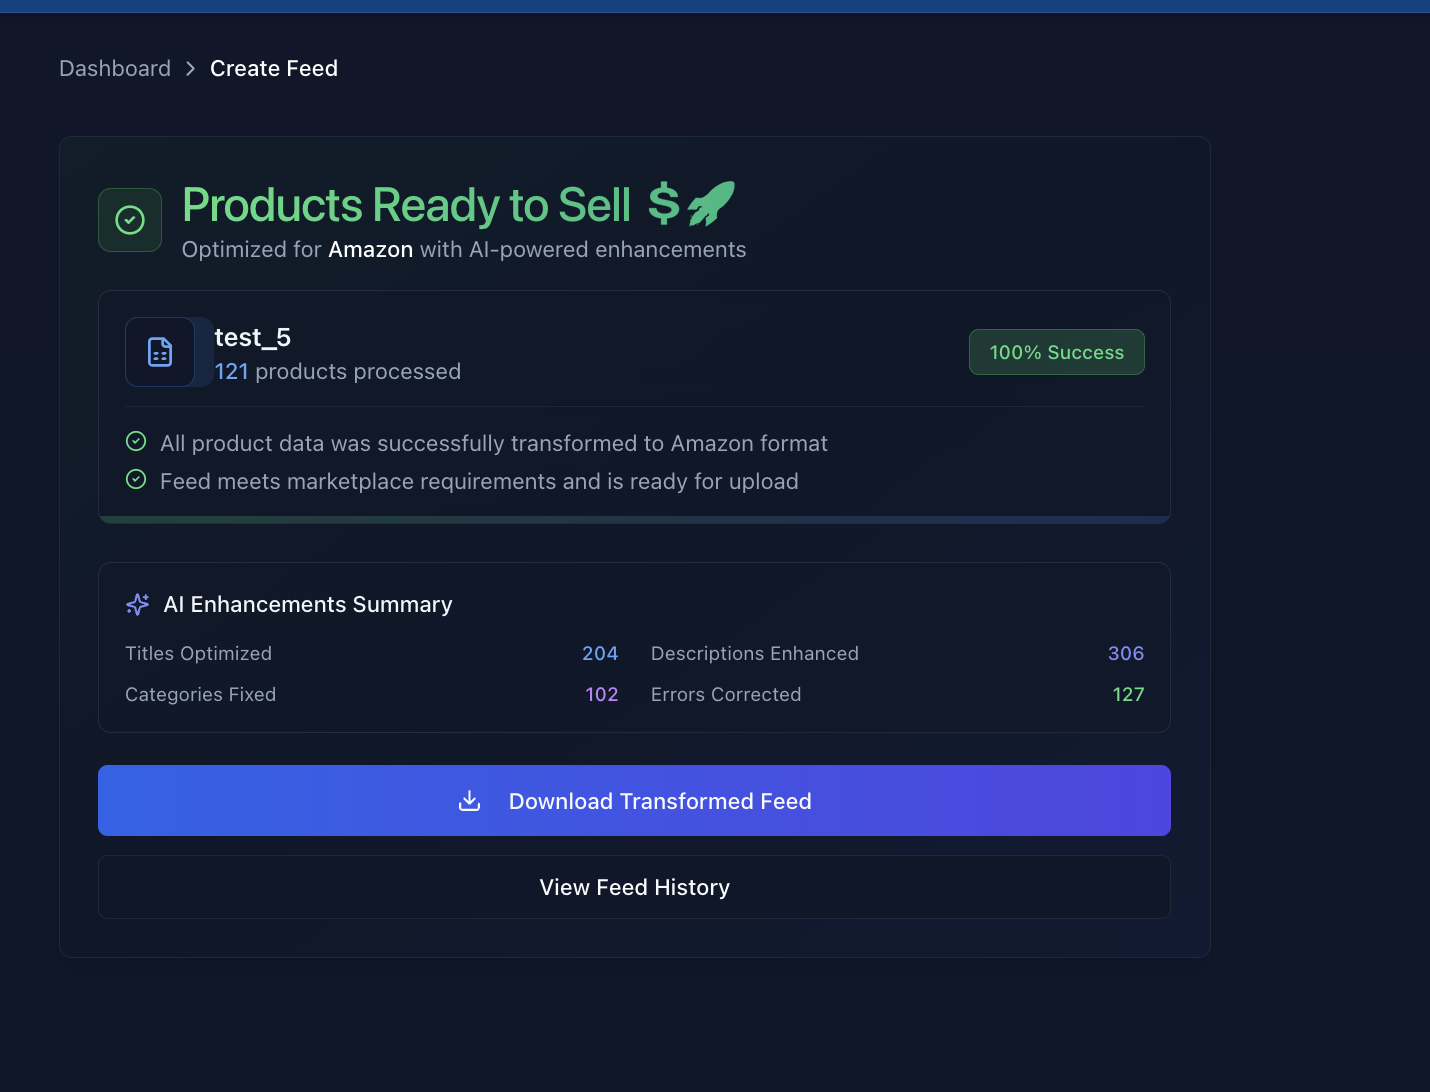 Dashboard > Create Feed
Products Ready to Sell $🚀
Optimized for Amazon with AI-powered enhancements
test_5
121 products processed
100% Success
All product data was successfully transformed to Amazon format
Feed meets marketplace requirements and is ready for upload
AI Enhancements Summary
Titles Optimized 204 Descriptions Enhanced 306
Categories Fixed 102 Errors Corrected 127
Download Transformed Feed
View Feed History